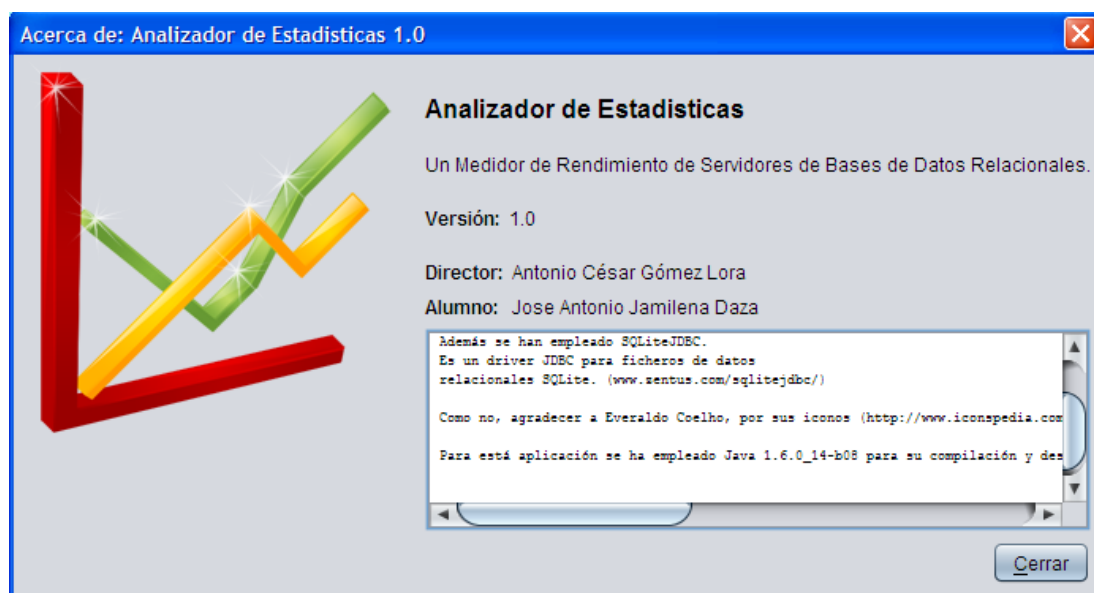 Acerca de: Analizador de Estadisticas 1.0
Analizador de Estadisticas
Un Medidor de Rendimiento de Servidores de Bases de Datos Relacionales.
Versión: 1.0
Director: Antonio César Gómez Lora
Alumno: Jose Antonio Jamilena Daza
Además se han empleado SQLiteJDBC.
Es un driver JDBC para ficheros de datos
relacionales SQLite. (www.zentus.com/sqlitejdbc/)
Como no, agradecer a Everaldo Coelho, por sus iconos (http://www.iconspedia.com
Para está aplicación se ha empleado Java 1.6.0_14-b08 para su compilación y des
Cerrar